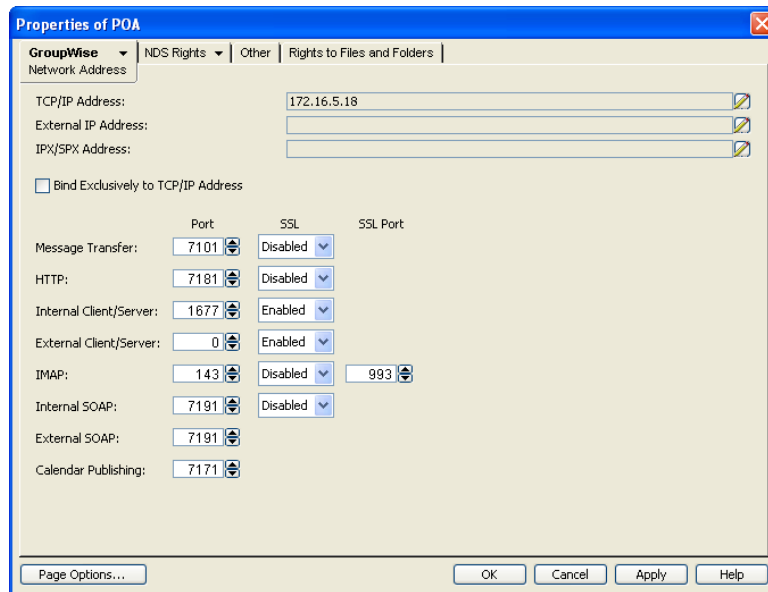 Properties of POA
GroupWise NDS Rights Other Rights to Files and Folders
Network Address
TCP/IP Address: 172.16.5.18
External IP Address:
IPX/SPX Address:
Bind Exclusively to TCP/IP Address
Port SSL SSL Port
Message Transfer: 7101 Disabled
HTTP: 7181 Disabled
Internal Client/Server: 1677 Enabled
External Client/Server: 0 Enabled
IMAP: 143 Disabled 993
Internal SOAP: 7191 Disabled
External SOAP: 7191
Calendar Publishing: 7171
Page Options... OK Cancel Apply Help